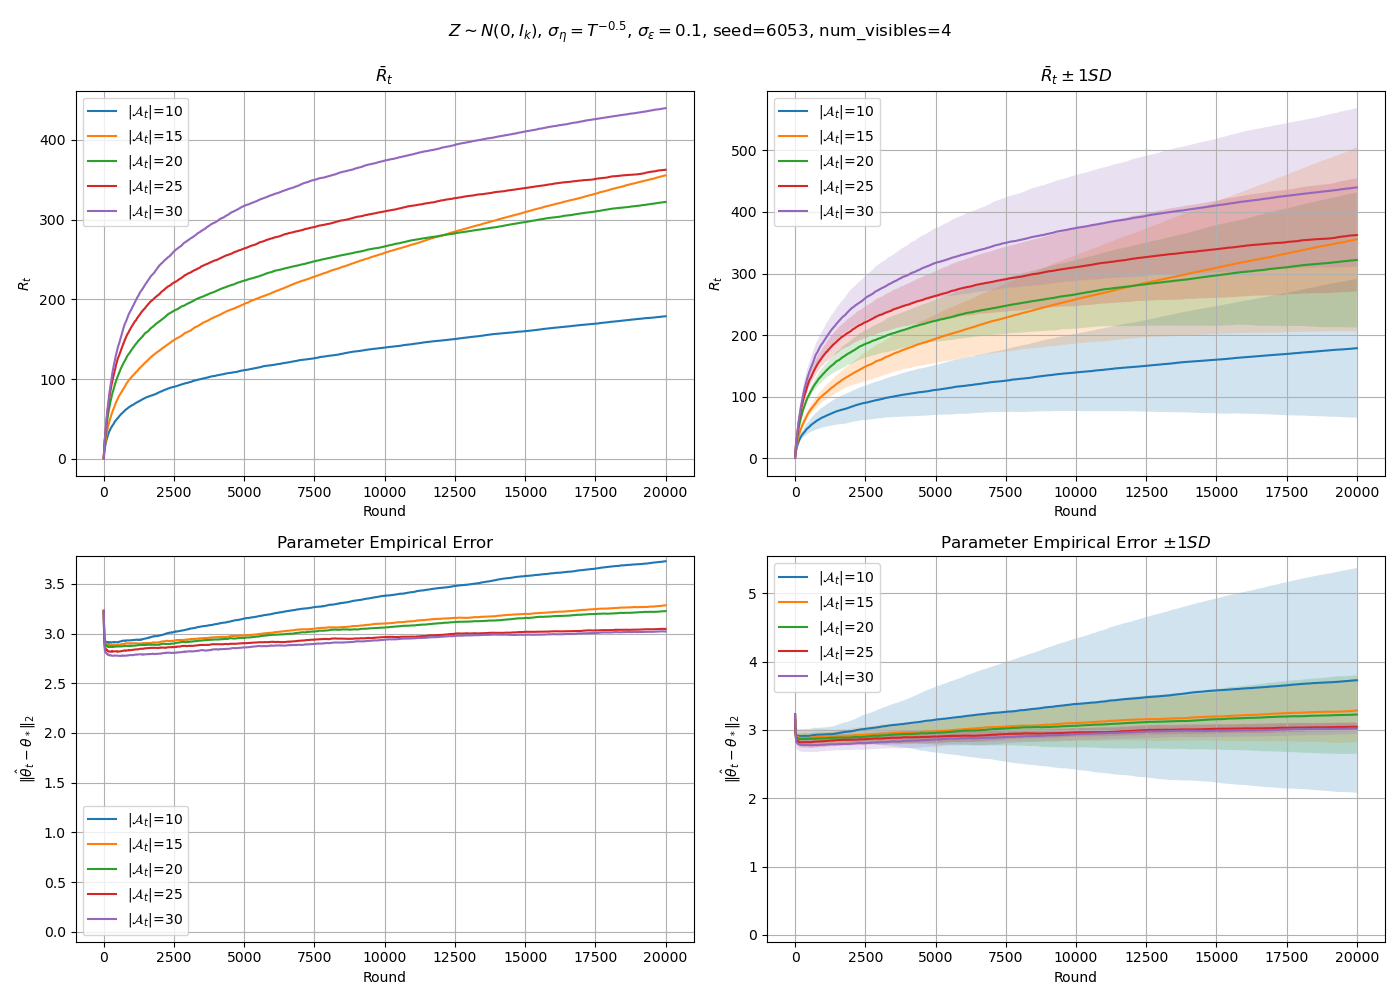 Z ~ N(0, I_k), σ_η = T^{−0.5}, σ_ε = 0.1, seed=6053, num_visibles=4
R̄_t
|𝒜_t|=10
|𝒜_t|=15
|𝒜_t|=20
|𝒜_t|=25
|𝒜_t|=30
400
300
200
100
0
R_t
0 2500 5000 7500 10000 12500 15000 17500 20000
Round
R̄_t ± 1SD
|𝒜_t|=10
|𝒜_t|=15
|𝒜_t|=20
|𝒜_t|=25
|𝒜_t|=30
500
400
300
200
100
0
R_t
0 2500 5000 7500 10000 12500 15000 17500 20000
Round
Parameter Empirical Error
3.5
3.0
2.5
2.0
1.5
1.0
0.5
0.0
‖θ̂_t − θ_*‖_2
|𝒜_t|=10
|𝒜_t|=15
|𝒜_t|=20
|𝒜_t|=25
|𝒜_t|=30
0 2500 5000 7500 10000 12500 15000 17500 20000
Round
Parameter Empirical Error ±1SD
|𝒜_t|=10
|𝒜_t|=15
|𝒜_t|=20
|𝒜_t|=25
|𝒜_t|=30
5
4
3
2
1
0
‖θ̂_t − θ_*‖_2
0 2500 5000 7500 10000 12500 15000 17500 20000
Round